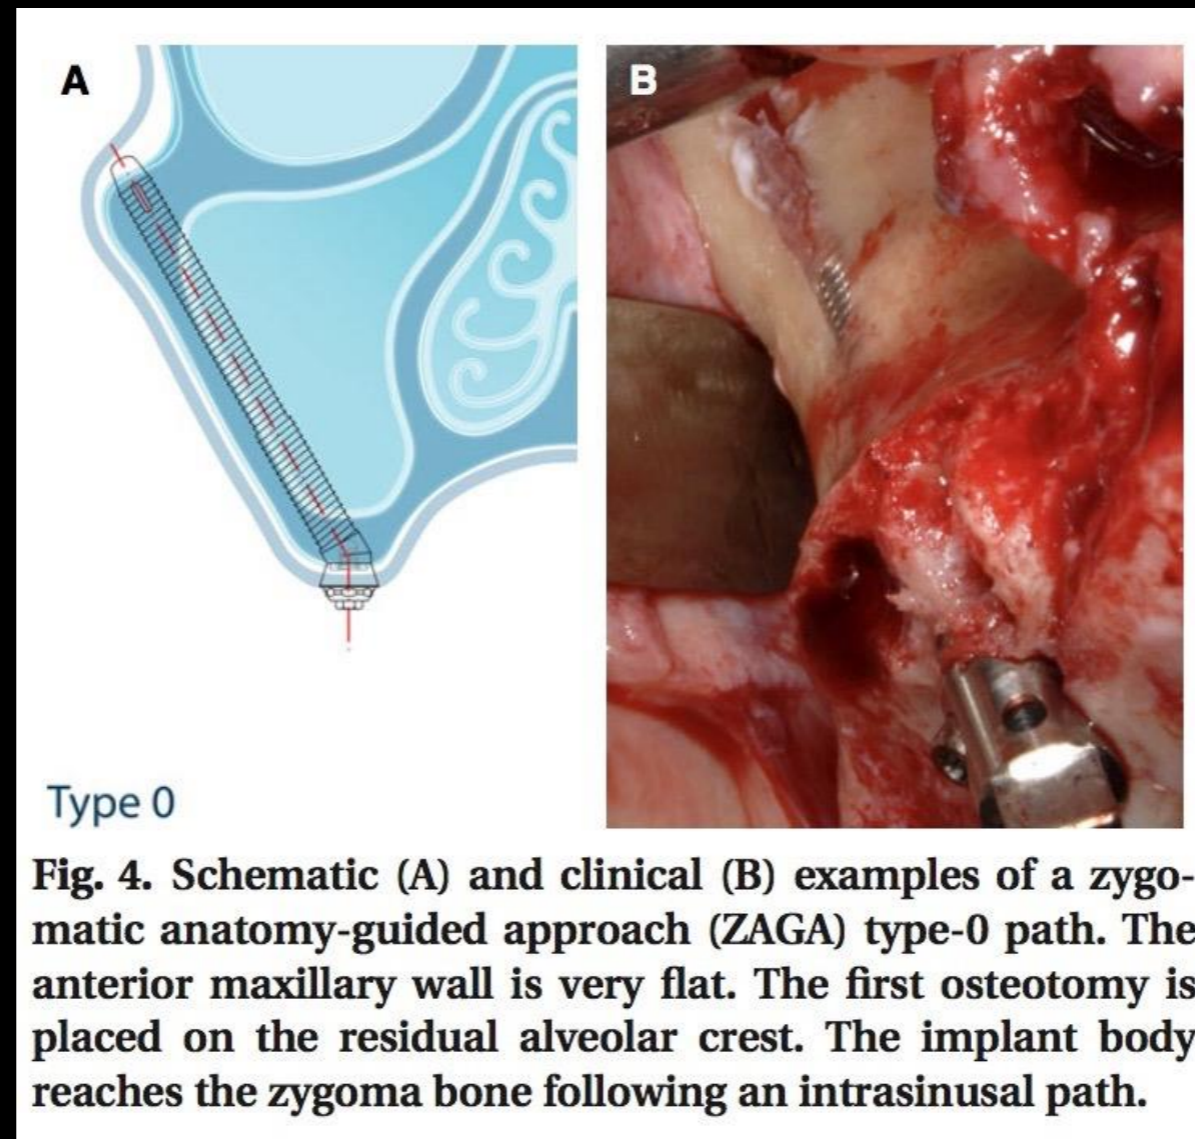 A
B
Type 0
Fig. 4. Schematic (A) and clinical (B) examples of a zygo-
matic anatomy-guided approach (ZAGA) type-0 path. The
anterior maxillary wall is very flat. The first osteotomy is
placed on the residual alveolar crest. The implant body
reaches the zygoma bone following an intrasinusal path.